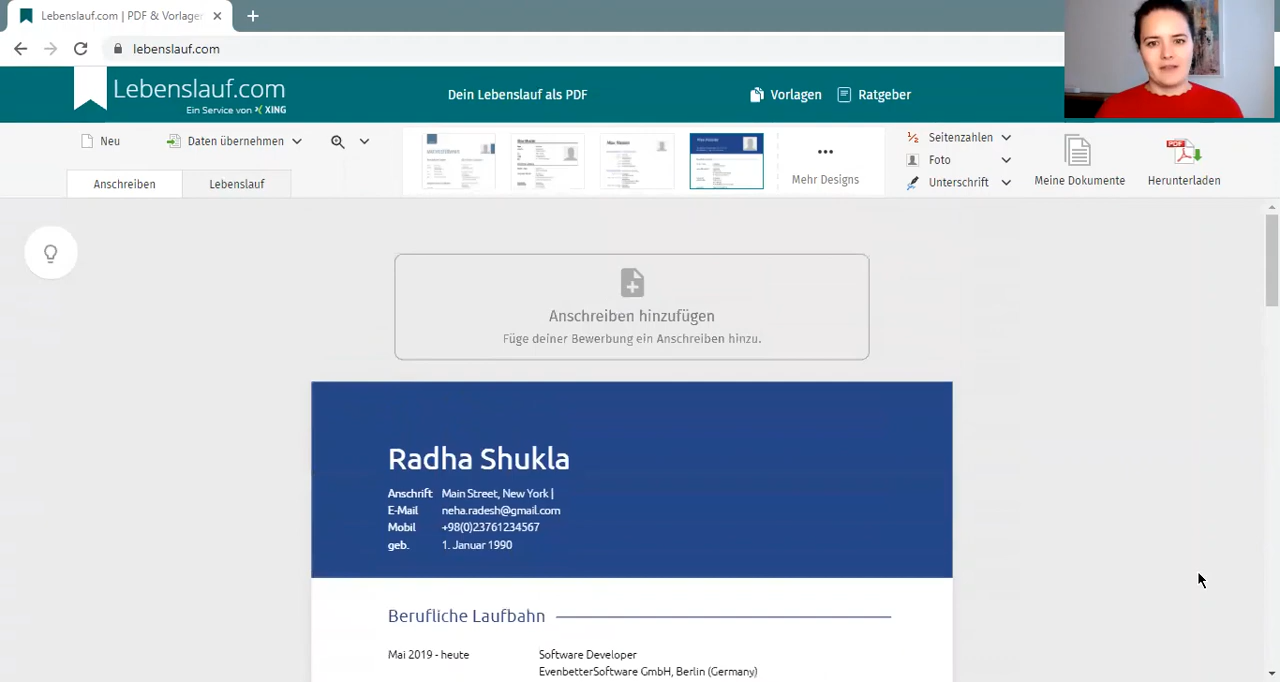 Lebenslauf.com | PDF & Vorlage
lebenslauf.com
Lebenslauf.com
Ein Service von XING
Dein Lebenslauf als PDF
Vorlagen
Ratgeber
Neu
Daten übernehmen
Anschreiben
Lebenslauf
Mehr Designs
Seitenzahlen
Foto
Unterschrift
Meine Dokumente
PDF
Herunterladen
Anschreiben hinzufügen
Füge deiner Bewerbung ein Anschreiben hinzu.
Radha Shukla
Anschrift Main Street, New York |
E-Mail neha.radesh@gmail.com
Mobil +98(0)23761234567
geb. 1. Januar 1990
Berufliche Laufbahn
Mai 2019 - heute Software Developer
EvenbetterSoftware GmbH, Berlin (Germany)